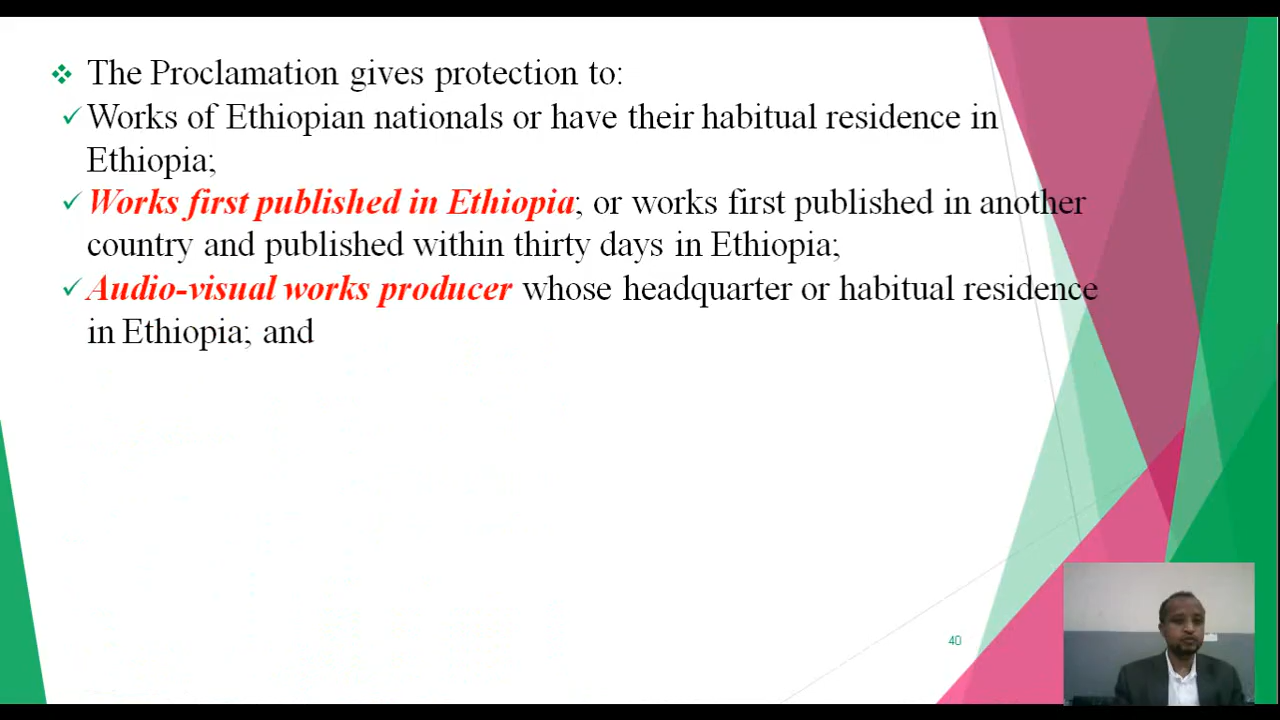 The Proclamation gives protection to:
Works of Ethiopian nationals or have their habitual residence in
Ethiopia;
Works first published in Ethiopia; or works first published in another
country and published within thirty days in Ethiopia;
Audio-visual works producer whose headquarter or habitual residence
in Ethiopia; and
40